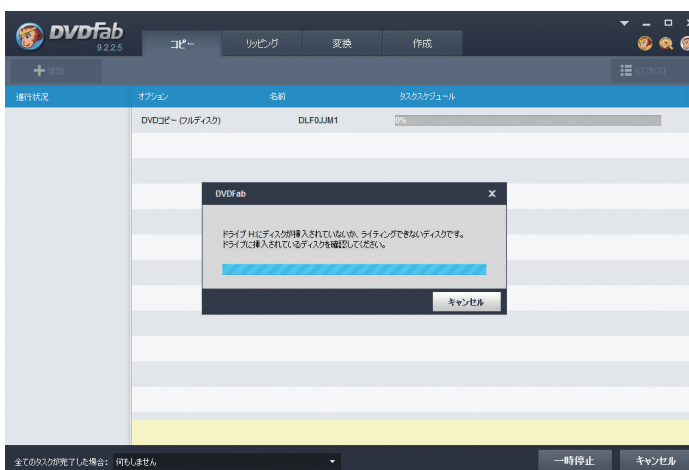 DVDFab
9.2.2.5
コピー
リッピング
変換
作成
追加
タスクリスト
進行状況
オプション
名前
タスクスケジュール
DVDコピー (フルディスク)
DLF0JJM1
0%
DVDFab
X
ドライブ H:にディスクが挿入されていないか、ライティングできないディスクです。
ドライブに挿入されているディスクを確認してください。
キャンセル
全てのタスクが完了した場合: 何もしません
一時停止
キャンセル